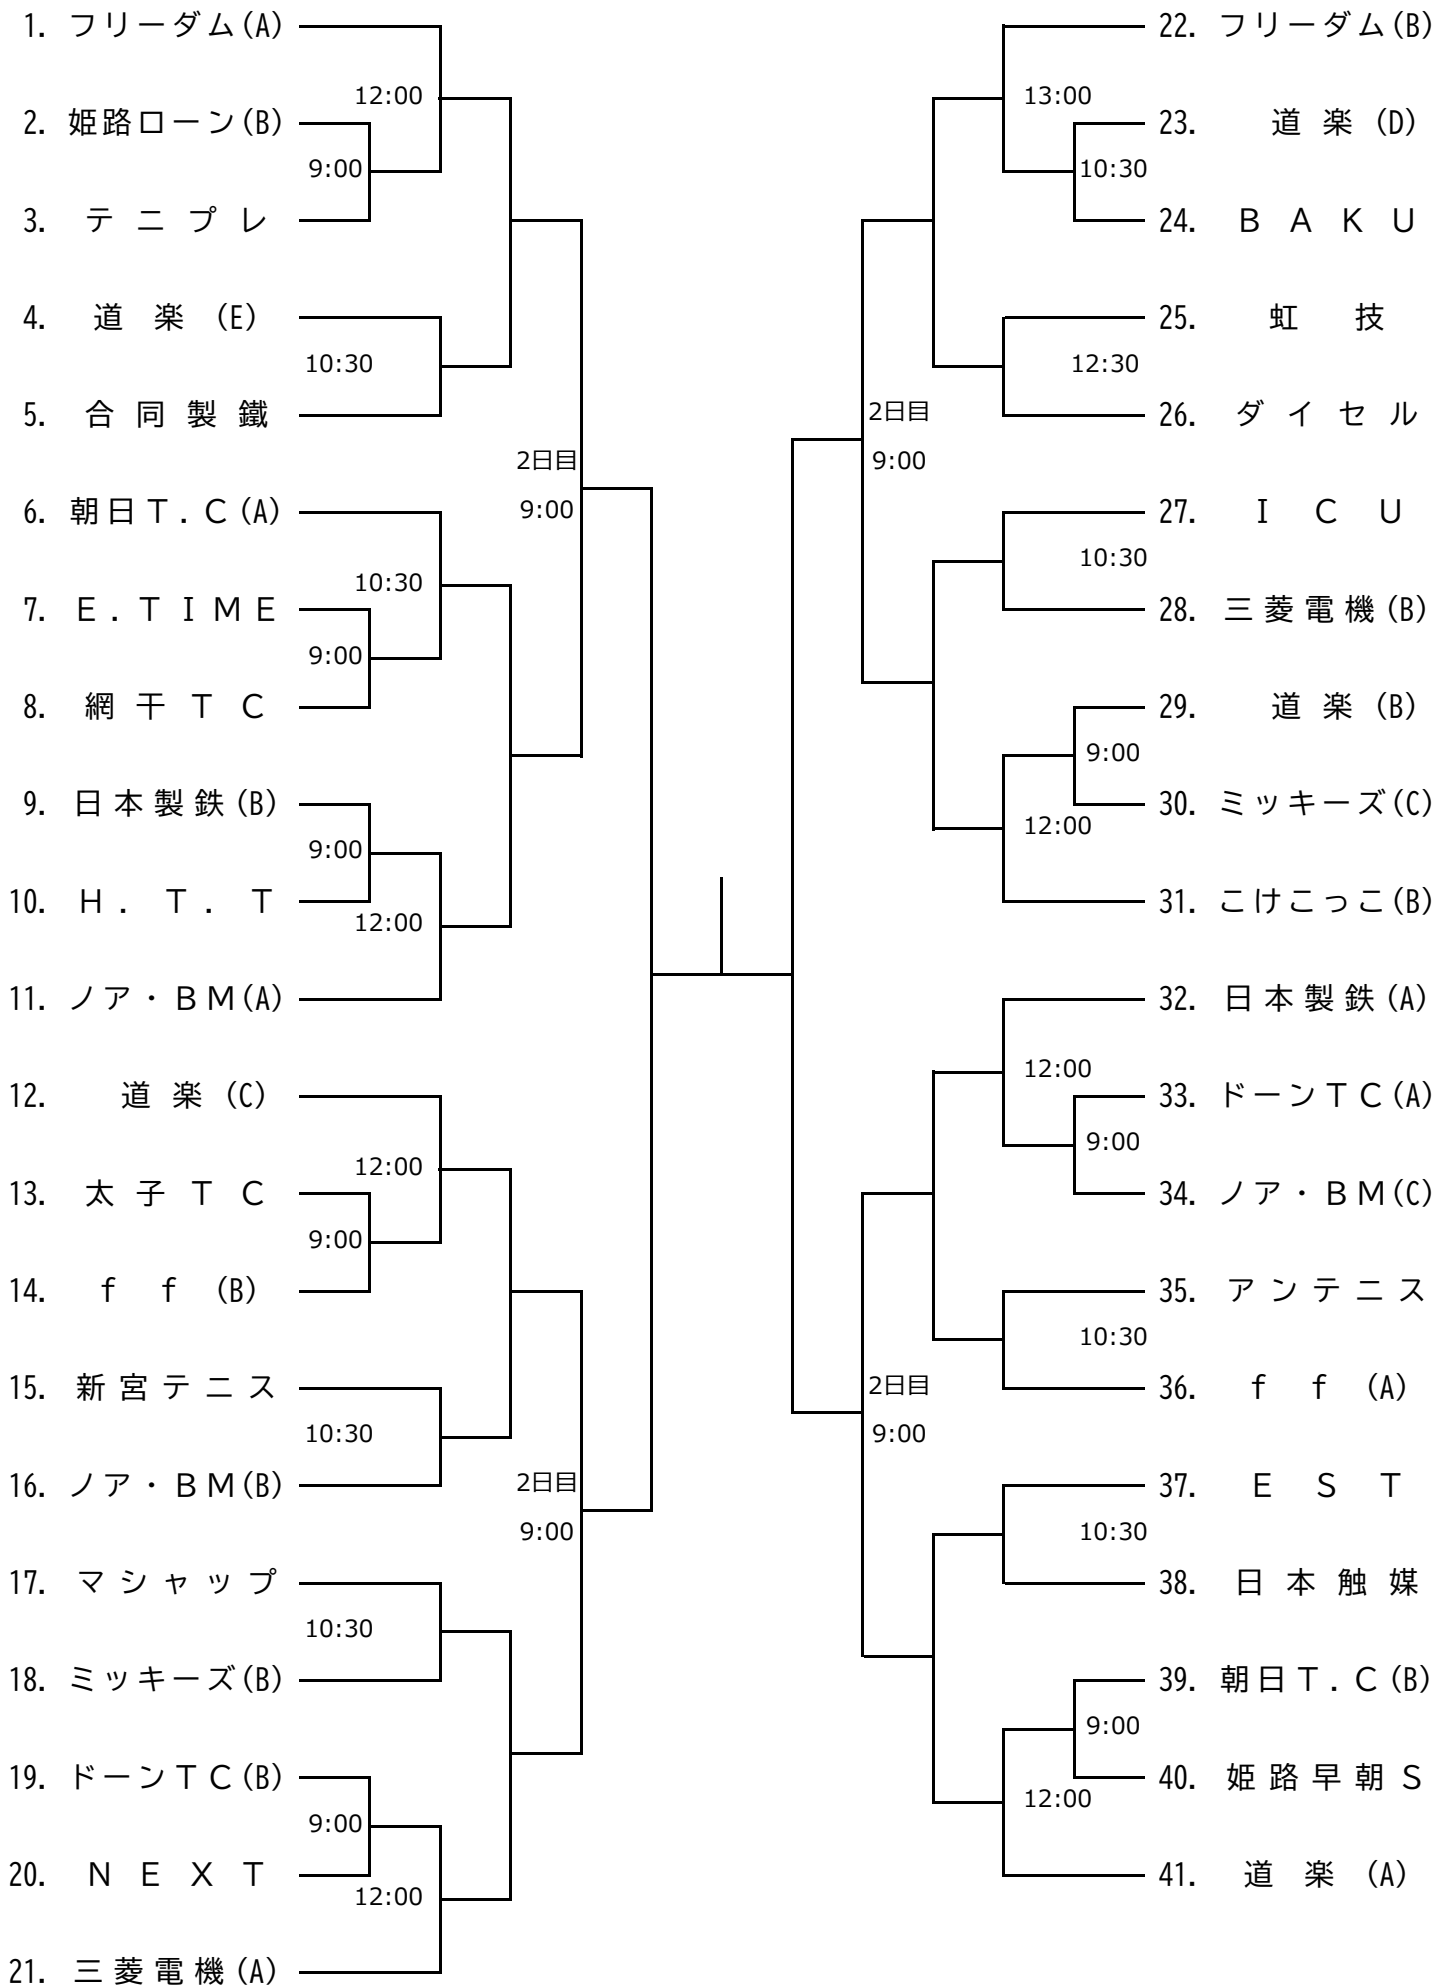 1. フリーダム(A)
12:00
2. 姫路ローン(B)
9:00
3. テニプレ
4. 道楽(E)
10:30
5. 合同製鐵
2日目
9:00
6. 朝日T.C(A)
10:30
7. E.TIME
9:00
8. 網干TC
9. 日本製鉄(B)
9:00
10. H.T.T
12:00
11. ノア・BM(A)
12. 道楽(C)
12:00
13. 太子TC
9:00
14. ff(B)
15. 新宮テニス
10:30
16. ノア・BM(B)
2日目
9:00
17. マシャップ
10:30
18. ミッキーズ(B)
19. ドーンTC(B)
9:00
20. NEXT
12:00
21. 三菱電機(A)
22. フリーダム(B)
13:00
23. 道楽(D)
10:30
24. BAKU
25. 虹技
12:30
26. ダイセル
2日目
9:00
27. ICU
10:30
28. 三菱電機(B)
29. 道楽(B)
9:00
30. ミッキーズ(C)
12:00
31. こけこっこ(B)
32. 日本製鉄(A)
12:00
33. ドーンTC(A)
9:00
34. ノア・BM(C)
35. アンテニス
10:30
36. ff(A)
2日目
9:00
37. EST
10:30
38. 日本触媒
39. 朝日T.C(B)
9:00
40. 姫路早朝S
12:00
41. 道楽(A)